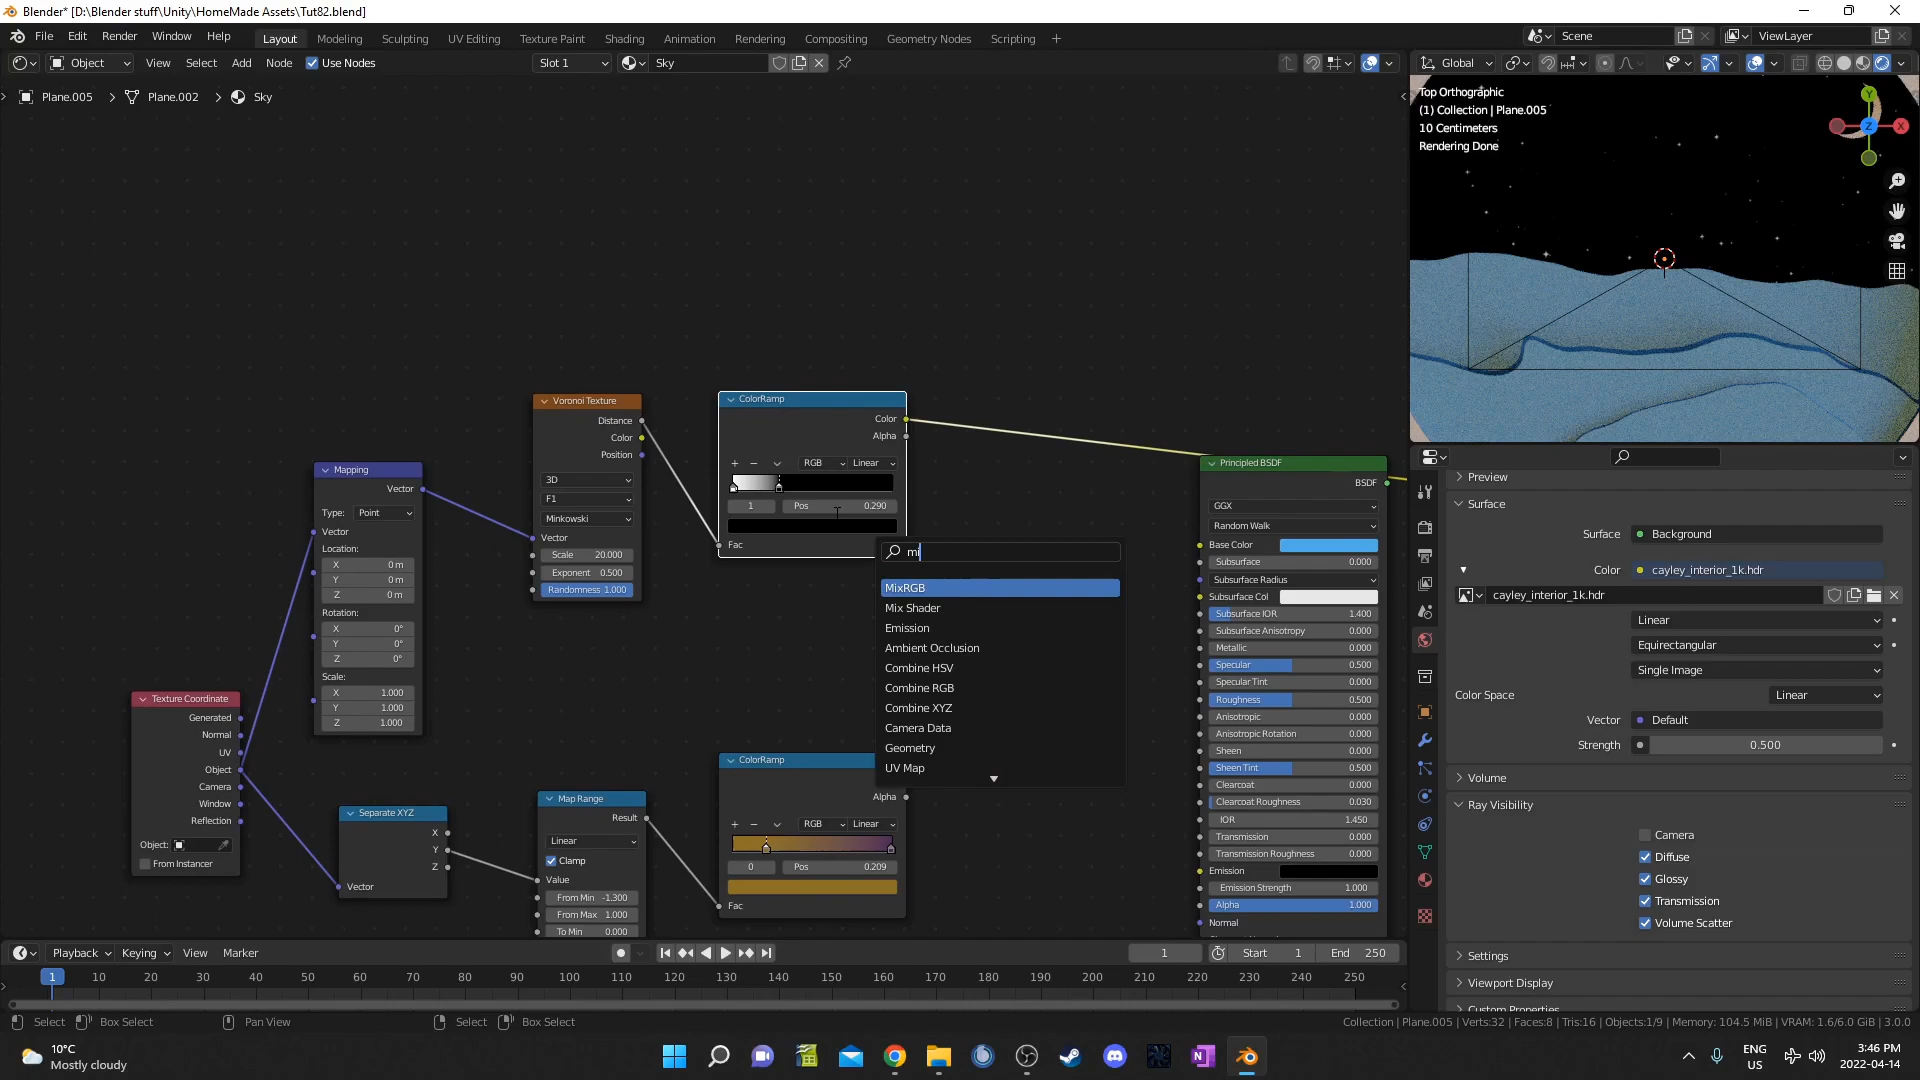 Blender* [D:\Blender stuff\Unity\HomeMade Assets\Tut82.blend]
File Edit Render Window Help Layout Modeling Sculpting UV Editing Texture Paint Shading Animation Rendering Compositing Geometry Nodes Scripting + Scene ViewLayer
Object View Select Add Node Use Nodes Slot 1 Sky Global
Plane.005 > Plane.002 > Sky
Top Orthographic
(1) Collection | Plane.005
10 Centimeters
Rendering Done
Y
Z
X
Voronoi Texture
Distance
Color
Position
3D
F1
Minkowski
Vector
Scale 20.000
Exponent 0.500
Randomness 1.000
ColorRamp
Color
Alpha
+ − RGB Linear
1 Pos 0.290
Fac
Mapping
Vector
Type: Point
Vector
Location:
X 0 m
Y 0 m
Z 0 m
Rotation:
X 0°
Y 0°
Z 0°
Scale:
X 1.000
Y 1.000
Z 1.000
Texture Coordinate
Generated
Normal
UV
Object
Camera
Window
Reflection
Object:
From Instancer
Separate XYZ
X
Y
Z
Vector
Map Range
Result
Linear
Clamp
Value
From Min -1.300
From Max 1.000
To Min 0.000
ColorRamp
Alpha
+ − RGB Linear
0 Pos 0.209
Fac
mi
MixRGB
Mix Shader
Emission
Ambient Occlusion
Combine HSV
Combine RGB
Combine XYZ
Camera Data
Geometry
UV Map
Principled BSDF
BSDF
GGX
Random Walk
Base Color
Subsurface 0.000
Subsurface Radius
Subsurface Col
Subsurface IOR 1.400
Subsurface Anisotropy 0.000
Metallic 0.000
Specular 0.500
Specular Tint 0.000
Roughness 0.500
Anisotropic 0.000
Anisotropic Rotation 0.000
Sheen 0.000
Sheen Tint 0.500
Clearcoat 0.000
Clearcoat Roughness 0.030
IOR 1.450
Transmission 0.000
Transmission Roughness 0.000
Emission
Emission Strength 1.000
Alpha 1.000
Normal
Preview
Surface
Surface Background
Color cayley_interior_1k.hdr
cayley_interior_1k.hdr
Linear
Equirectangular
Single Image
Color Space Linear
Vector Default
Strength 0.500
Volume
Ray Visibility
Camera
Diffuse
Glossy
Transmission
Volume Scatter
Settings
Viewport Display
Custom Properties
Playback Keying View Marker 1 Start 1 End 250
1 10 20 30 40 50 60 70 80 90 100 110 120 130 140 150 160 170 180 190 200 210 220 230 240 250
Select Box Select Pan View Select Box Select Collection | Plane.005 | Verts:32 | Faces:8 | Tris:16 | Objects:1/9 | Memory: 104.5 MiB | VRAM: 1.6/6.0 GiB | 3.0.0
10°C
Mostly cloudy
ENG
US
3:46 PM
2022-04-14